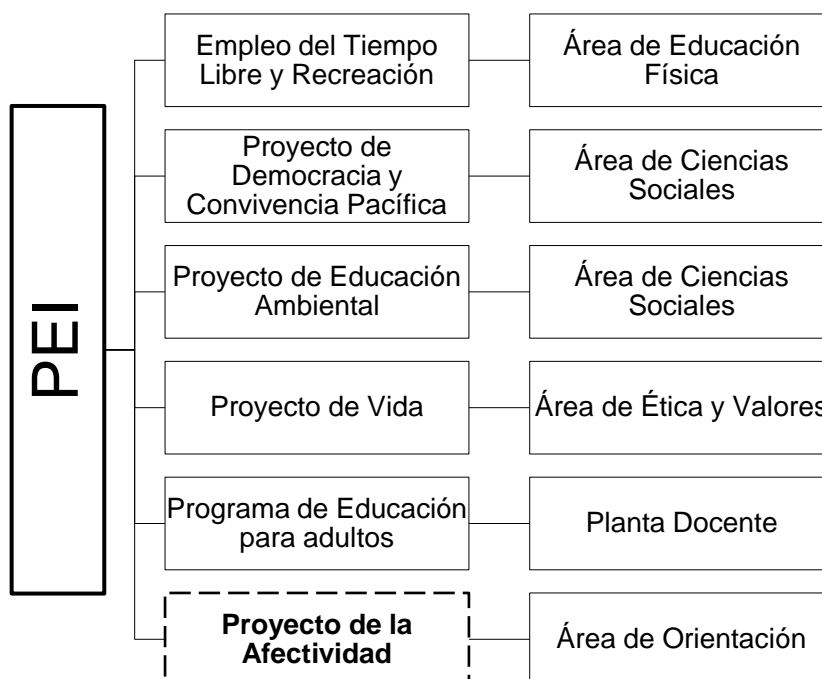 PEI
Empleo del Tiempo
Libre y Recreación
Área de Educación
Física
Proyecto de
Democracia y
Convivencia Pacífica
Área de Ciencias
Sociales
Proyecto de Educación
Ambiental
Área de Ciencias
Sociales
Proyecto de Vida
Área de Ética y Valores
Programa de Educación
para adultos
Planta Docente
Proyecto de la
Afectividad
Área de Orientación